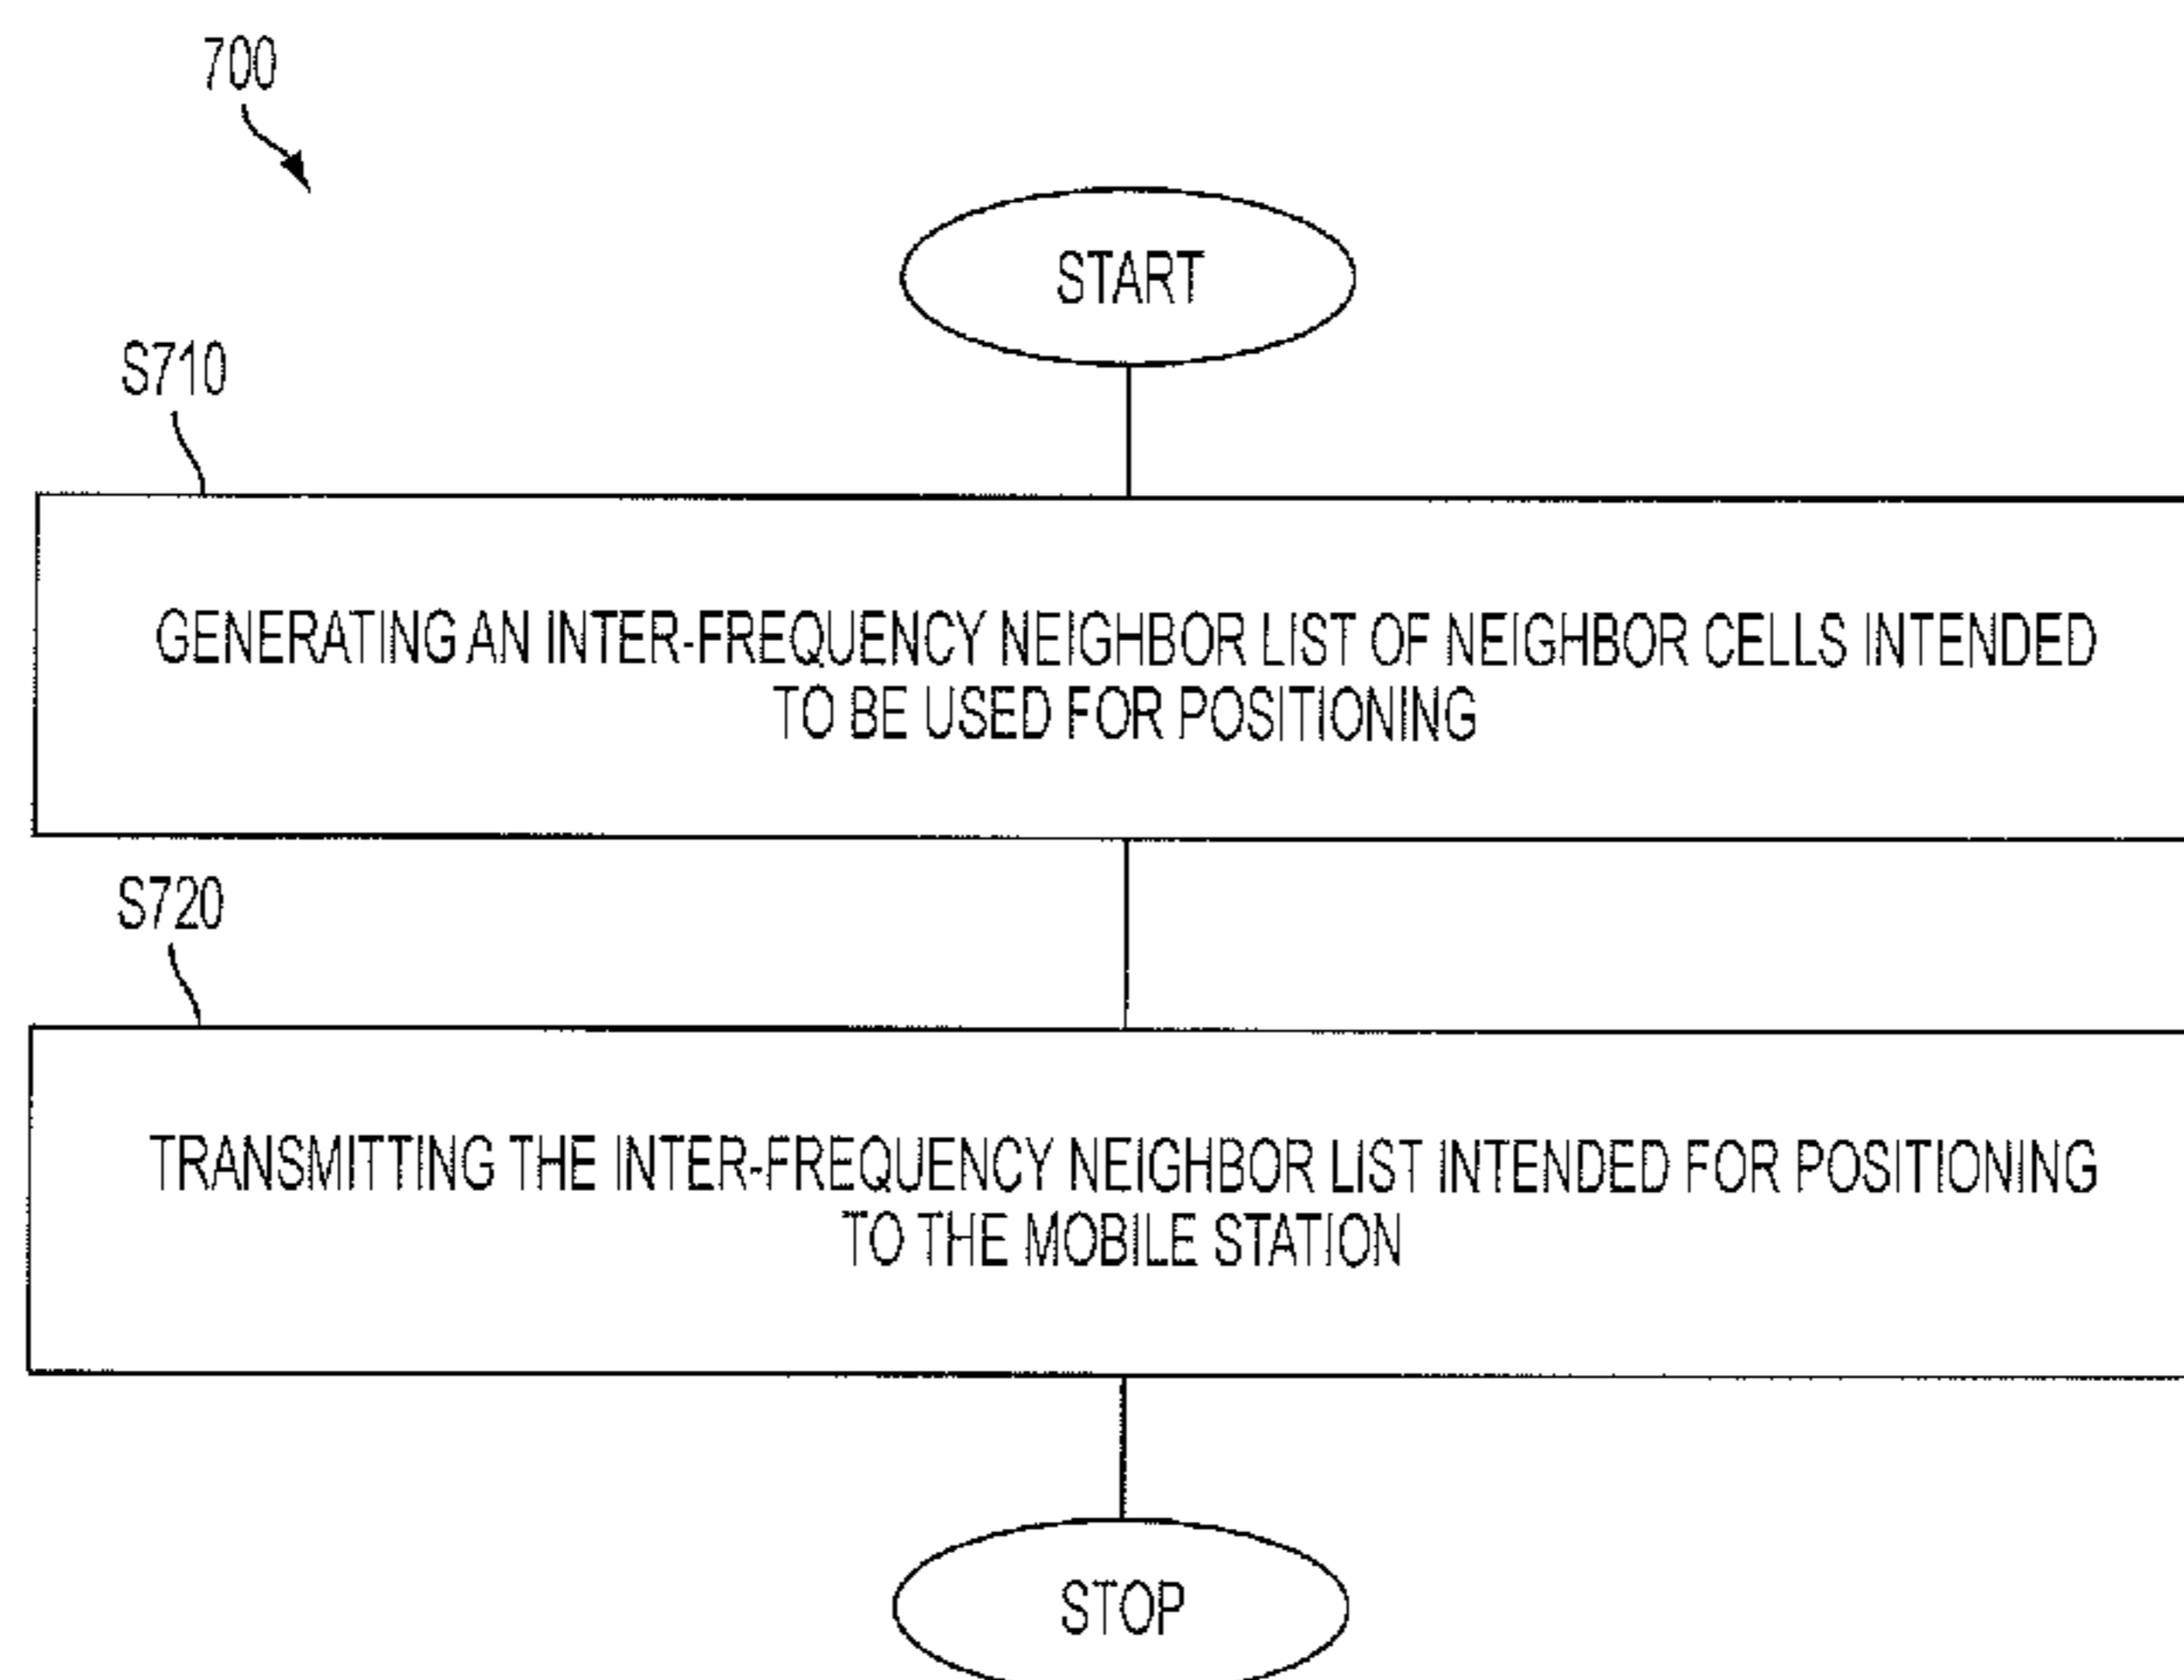 700
START
S710
GENERATING AN INTER-FREQUENCY NEIGHBOR LIST OF NEIGHBOR CELLS INTENDED
TO BE USED FOR POSITIONING
S720
TRANSMITTING THE INTER-FREQUENCY NEIGHBOR LIST INTENDED FOR POSITIONING
TO THE MOBILE STATION
STOP